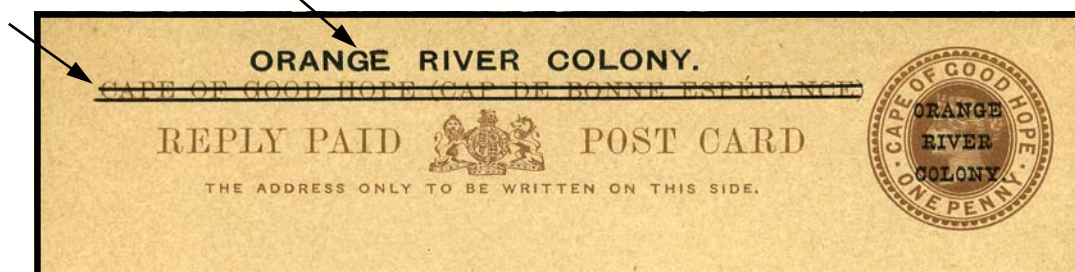 ORANGE RIVER COLONY.
CAPE OF GOOD HOPE (CAP DE BONNE ESPÉRANCE)
REPLY PAID POST CARD
THE ADDRESS ONLY TO BE WRITTEN ON THIS SIDE.
CAPE OF GOOD HOPE.
ORANGE
RIVER
COLONY.
ONE PENNY